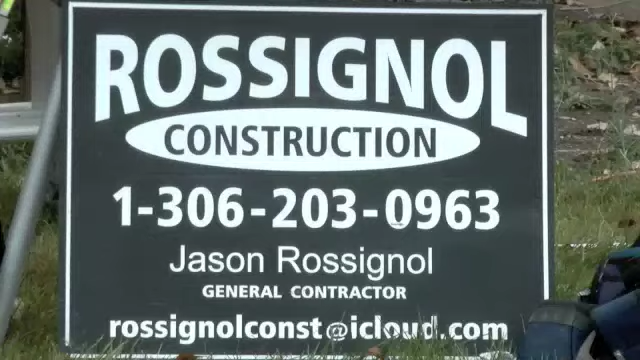 ROSSIGNOL
CONSTRUCTION
1-306-203-0963
Jason Rossignol
GENERAL CONTRACTOR
rossignolconst@icloud.com